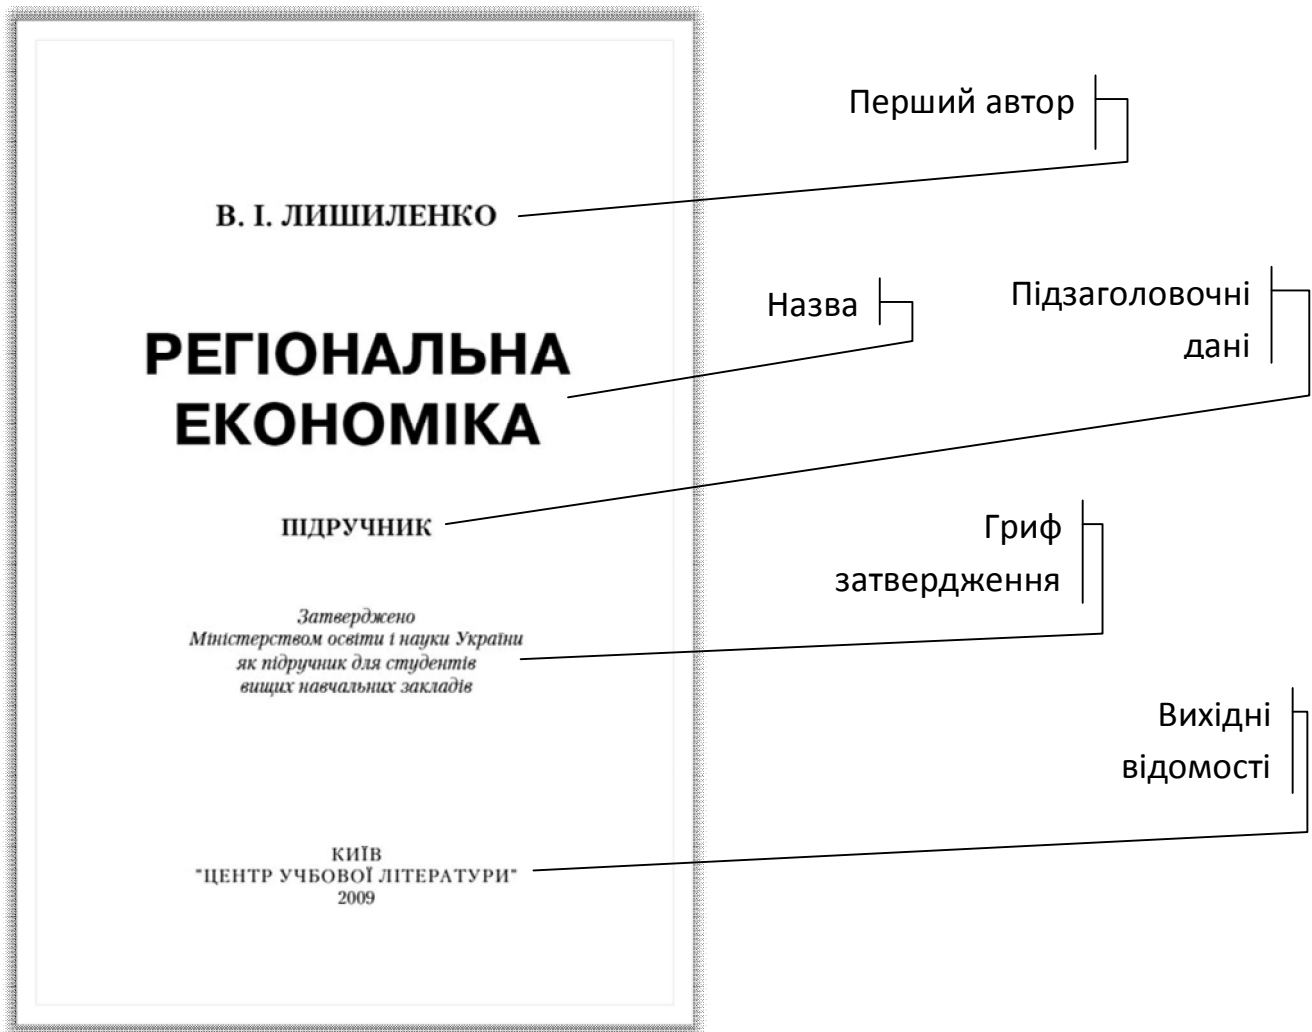 В. І. ЛИШИЛЕНКО
РЕГІОНАЛЬНА
ЕКОНОМІКА
ПІДРУЧНИК
Затверджено
Міністерством освіти і науки України
як підручник для студентів
вищих навчальних закладів
КИЇВ
"ЦЕНТР УЧБОВОЇ ЛІТЕРАТУРИ"
2009
Перший автор
Назва
Підзаголовочні
дані
Гриф
затвердження
Вихідні
відомості